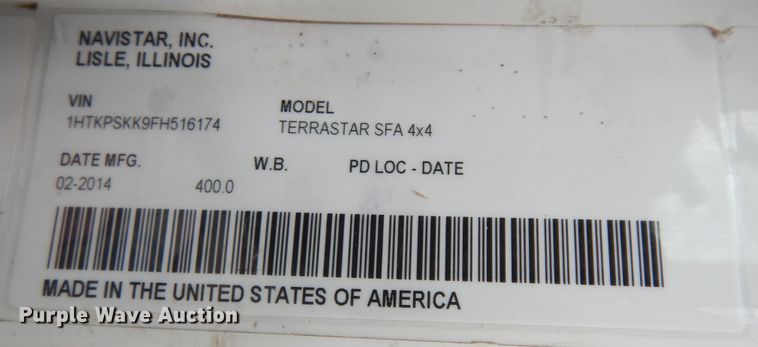 NAVISTAR, INC.
LISLE, ILLINOIS
VIN MODEL
1HTKPSKK9FH516174 TERRASTAR SFA 4x4
DATE MFG. W.B. PD LOC - DATE
02-2014 400.0
MADE IN THE UNITED STATES OF AMERICA
Purple Wave Auction